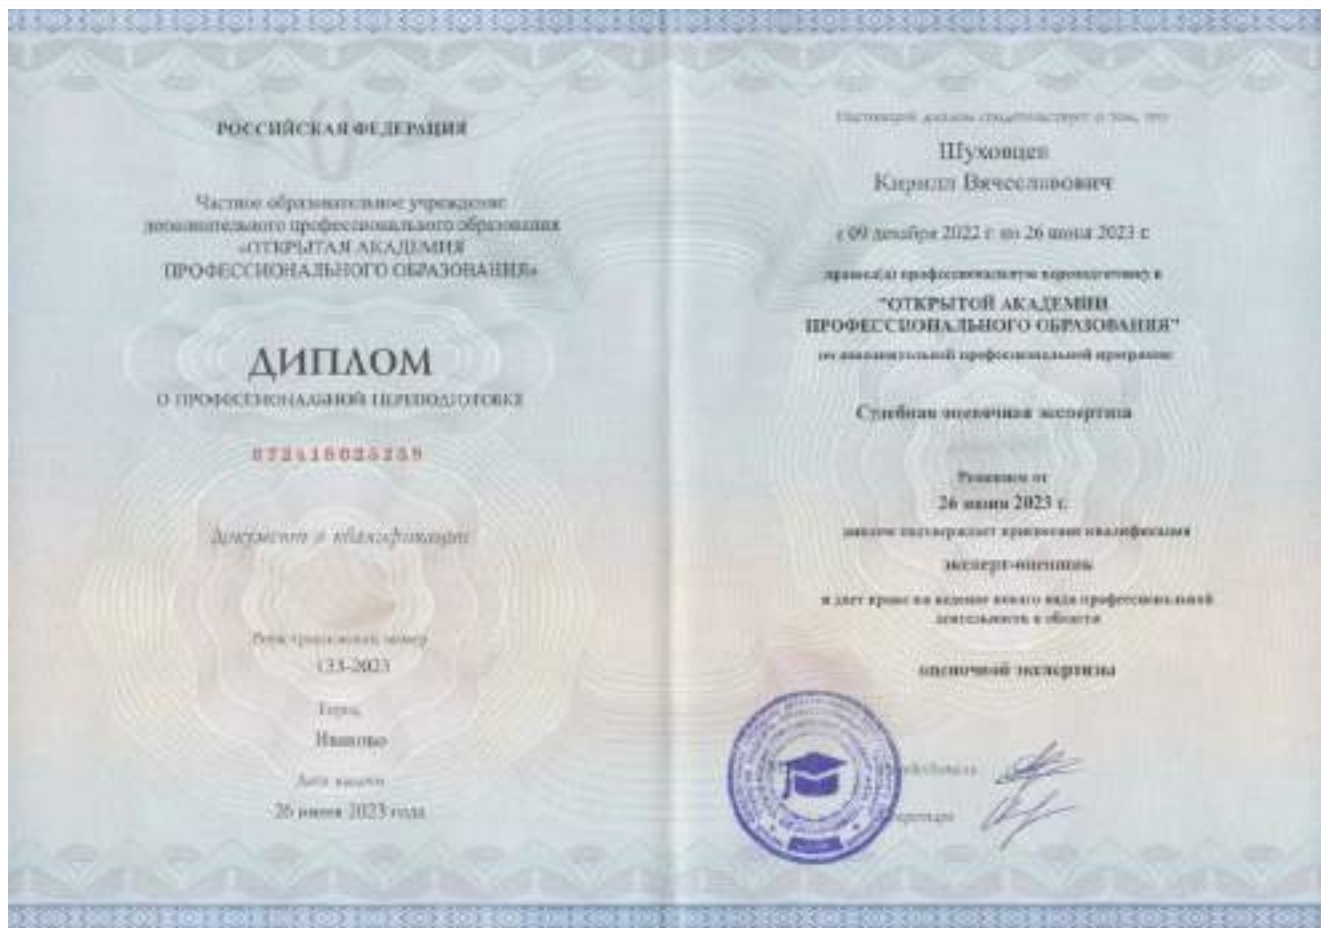 РОССИЙСКАЯ ФЕДЕРАЦИЯ
Частное образовательное учреждение
дополнительного профессионального образования
«ОТКРЫТАЯ АКАДЕМИЯ
ПРОФЕССИОНАЛЬНОГО ОБРАЗОВАНИЯ»
ДИПЛОМ
О ПРОФЕССИОНАЛЬНОЙ ПЕРЕПОДГОТОВКЕ
Документ о квалификации
Регистрационный номер
133-2023
Город
Иваново
Дата выдачи
26 июня 2023 года
Настоящий диплом свидетельствует о том, что
Шуховцев
Кирилл Вячеславович
с 09 декабря 2022 г. по 26 июня 2023 г.
прошел(а) профессиональную переподготовку в
"ОТКРЫТОЙ АКАДЕМИИ
ПРОФЕССИОНАЛЬНОГО ОБРАЗОВАНИЯ"
по дополнительной профессиональной программе
Судебная оценочная экспертиза
Решением от
26 июня 2023 г.
диплом подтверждает присвоение квалификации
эксперт-оценщик
и дает право на ведение нового вида профессиональной
деятельности в области
оценочной экспертизы
Секретарь